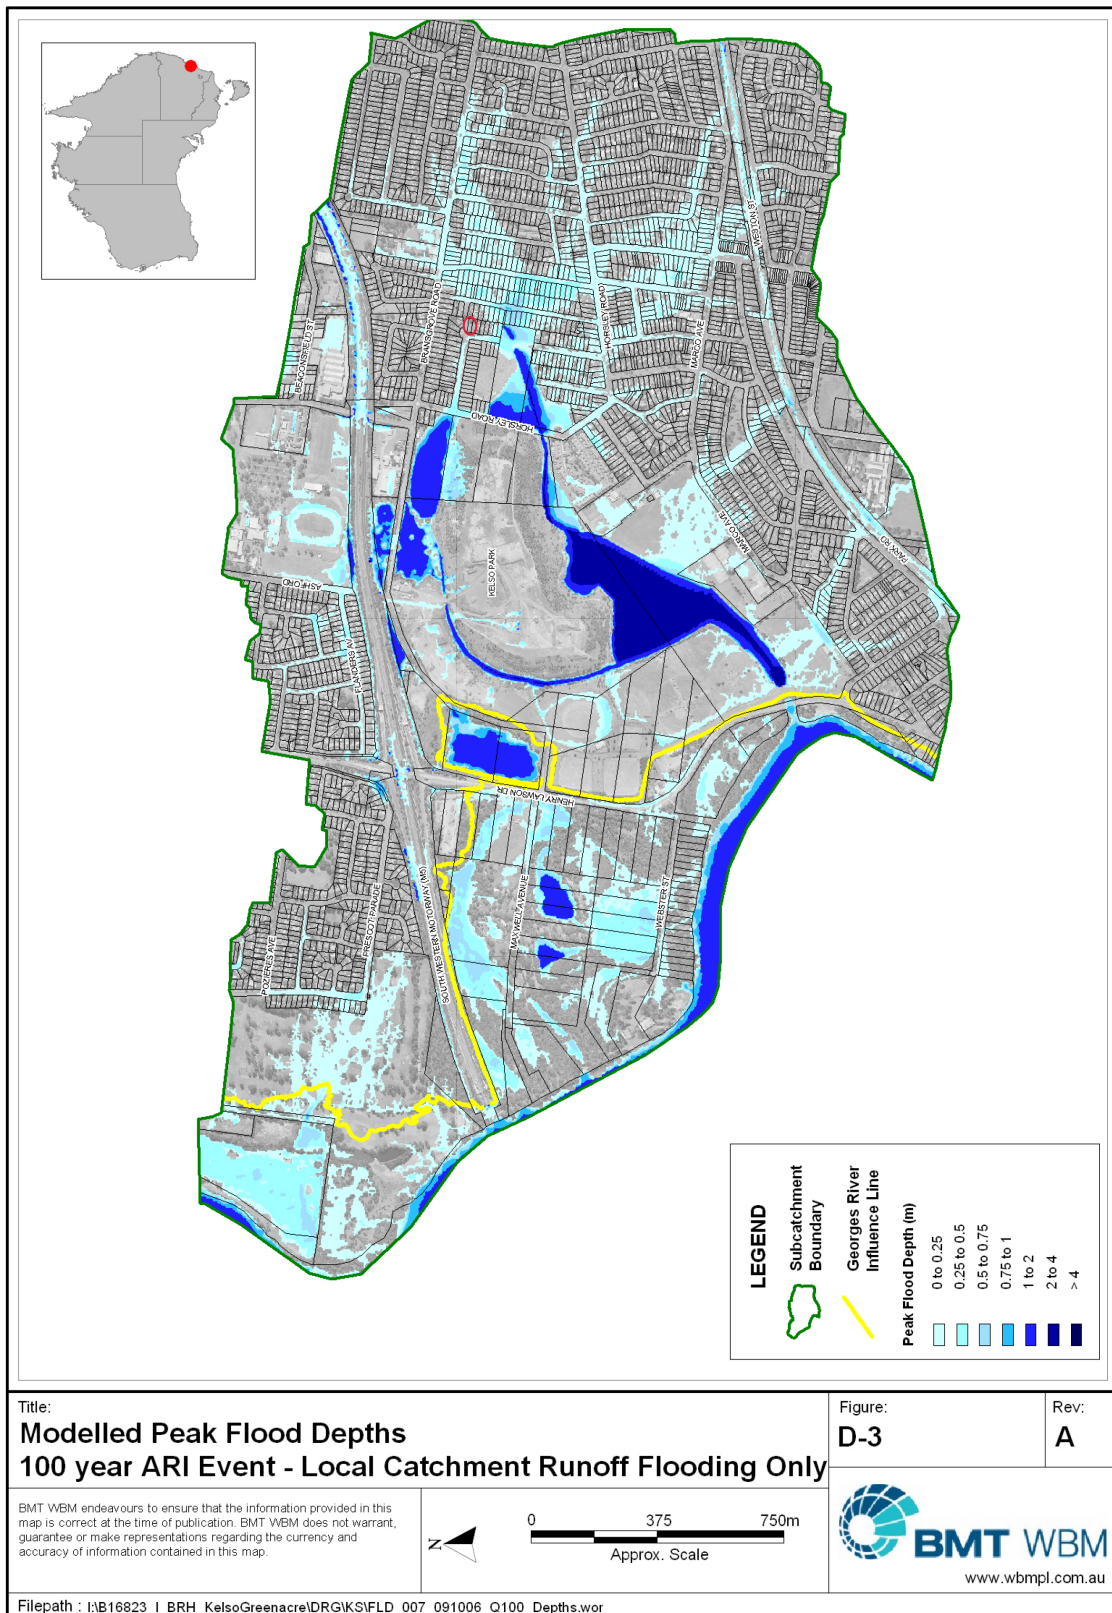 BEACONSFIELD ST
BRANSGROVE ROAD
HORSLEY ROAD
MARCO AVE
WESTON ST
HORSLEY ROAD
KELSO PARK
MARCO AVE
PARK RD
ASHFORD
FLANDERS AV
HENRY LAWSON DR
SOUTH WESTERN MOTORWAY (M5)
MAXWELL AVENUE
WEBSTER ST
PRESCOT PARADE
POZIERES AVE
LEGEND
Subcatchment
Boundary
Georges River
Influence Line
Peak Flood Depth (m)
0 to 0.25
0.25 to 0.5
0.5 to 0.75
0.75 to 1
1 to 2
2 to 4
> 4
Title:
Modelled Peak Flood Depths
100 year ARI Event - Local Catchment Runoff Flooding Only
Figure:
D-3
Rev:
A
BMT WBM endeavours to ensure that the information provided in this
map is correct at the time of publication. BMT WBM does not warrant,
guarantee or make representations regarding the currency and
accuracy of information contained in this map.
N
0 375 750m
Approx. Scale
BMT WBM
www.wbmpl.com.au
Filepath : I:\B16823_I_BRH_KelsoGreenacre\DRG\KS\FLD_007_091006_Q100_Depths.wor